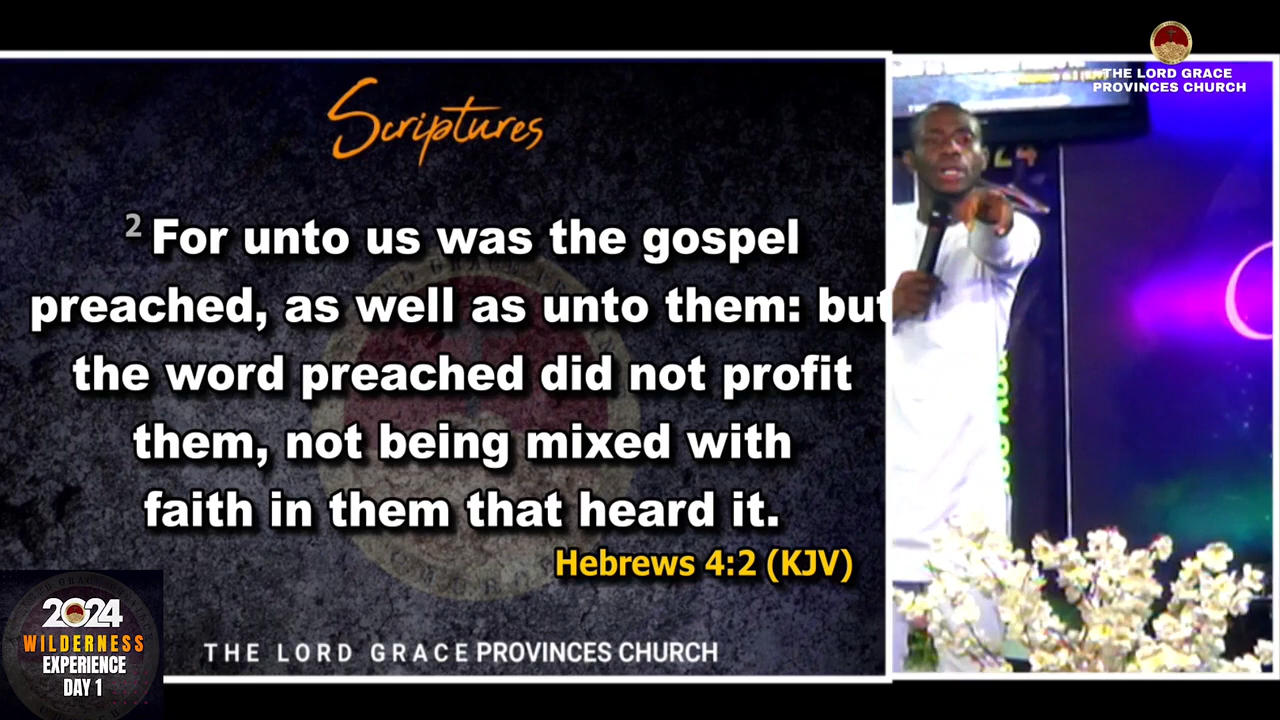 THE LORD GRACE
PROVINCES CHURCH
Scriptures
2 For unto us was the gospel
preached, as well as unto them: but
the word preached did not profit
them, not being mixed with
faith in them that heard it.
Hebrews 4:2 (KJV)
THE LORD GRACE PROVINCES CHURCH
2024
WILDERNESS
EXPERIENCE
DAY 1